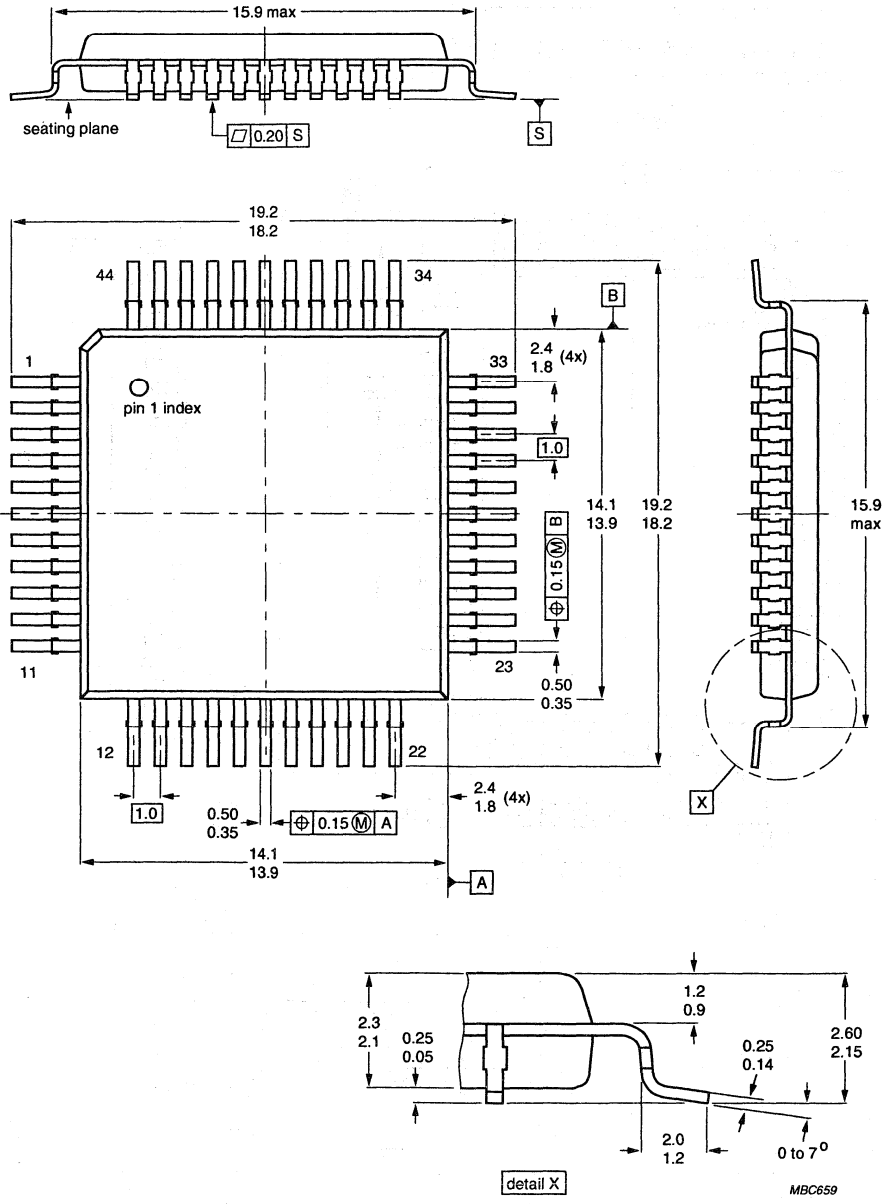 15.9 max
seating plane
0.20 S
S
19.2
18.2
44
34
B
1
33
2.4
1.8 (4x)
pin 1 index
1.0
14.1
13.9
19.2
18.2
15.9
max
0.15 M B
11
23
0.50
0.35
12
22
X
1.0
0.50
0.35
0.15 M A
2.4
1.8 (4x)
14.1
13.9
A
1.2
0.9
2.3
2.1
0.25
0.05
2.60
2.15
0.25
0.14
2.0
1.2
0 to 7°
detail X
MBC659